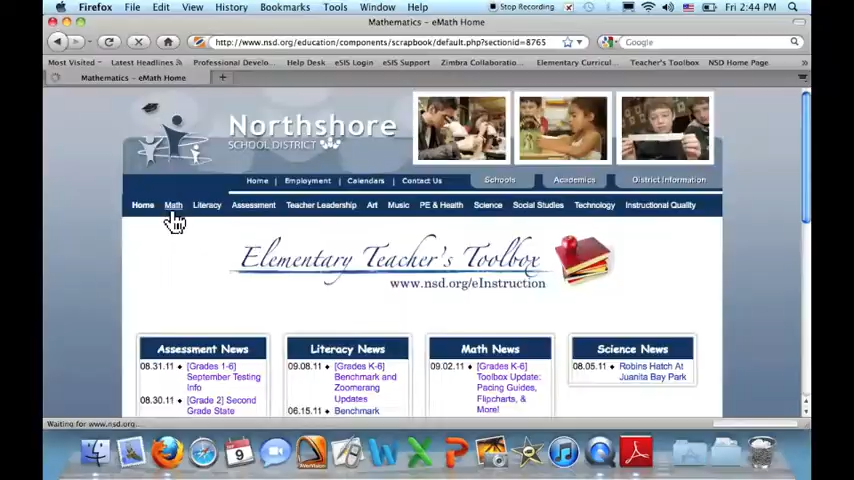 Firefox File Edit View History Bookmarks Tools Window Help Stop Recording Fri 2:44 PM
Mathematics - eMath Home
http://www.nsd.org/education/components/scrapbook/default.php?sectionid=8765 Google
Most Visited Latest Headlines Professional Develo... Help Desk eSIS Login eSIS Support Zimbra Collaboratio... Elementary Curricul... Teacher's Toolbox NSD Home Page
Mathematics - eMath Home
Northshore
SCHOOL DISTRICT
Home | Employment | Calendars | Contact Us Schools Academics District Information
Home Math Literacy Assessment Teacher Leadership Art Music PE & Health Science Social Studies Technology Instructional Quality
Elementary Teacher's Toolbox
www.nsd.org/eInstruction
Assessment News
08.31.11 [Grades 1-6]
September Testing
Info
08.30.11 [Grade 2] Second
Grade State
Literacy News
09.08.11 [Grades K-6]
Benchmark and
Zoomerang
Updates
06.15.11 Benchmark
Math News
09.02.11 [Grades K-6]
Toolbox Update:
Pacing Guides,
Flipcharts, &
More!
Science News
08.05.11 Robins Hatch At
Juanita Bay Park
Waiting for www.nsd.org...
9